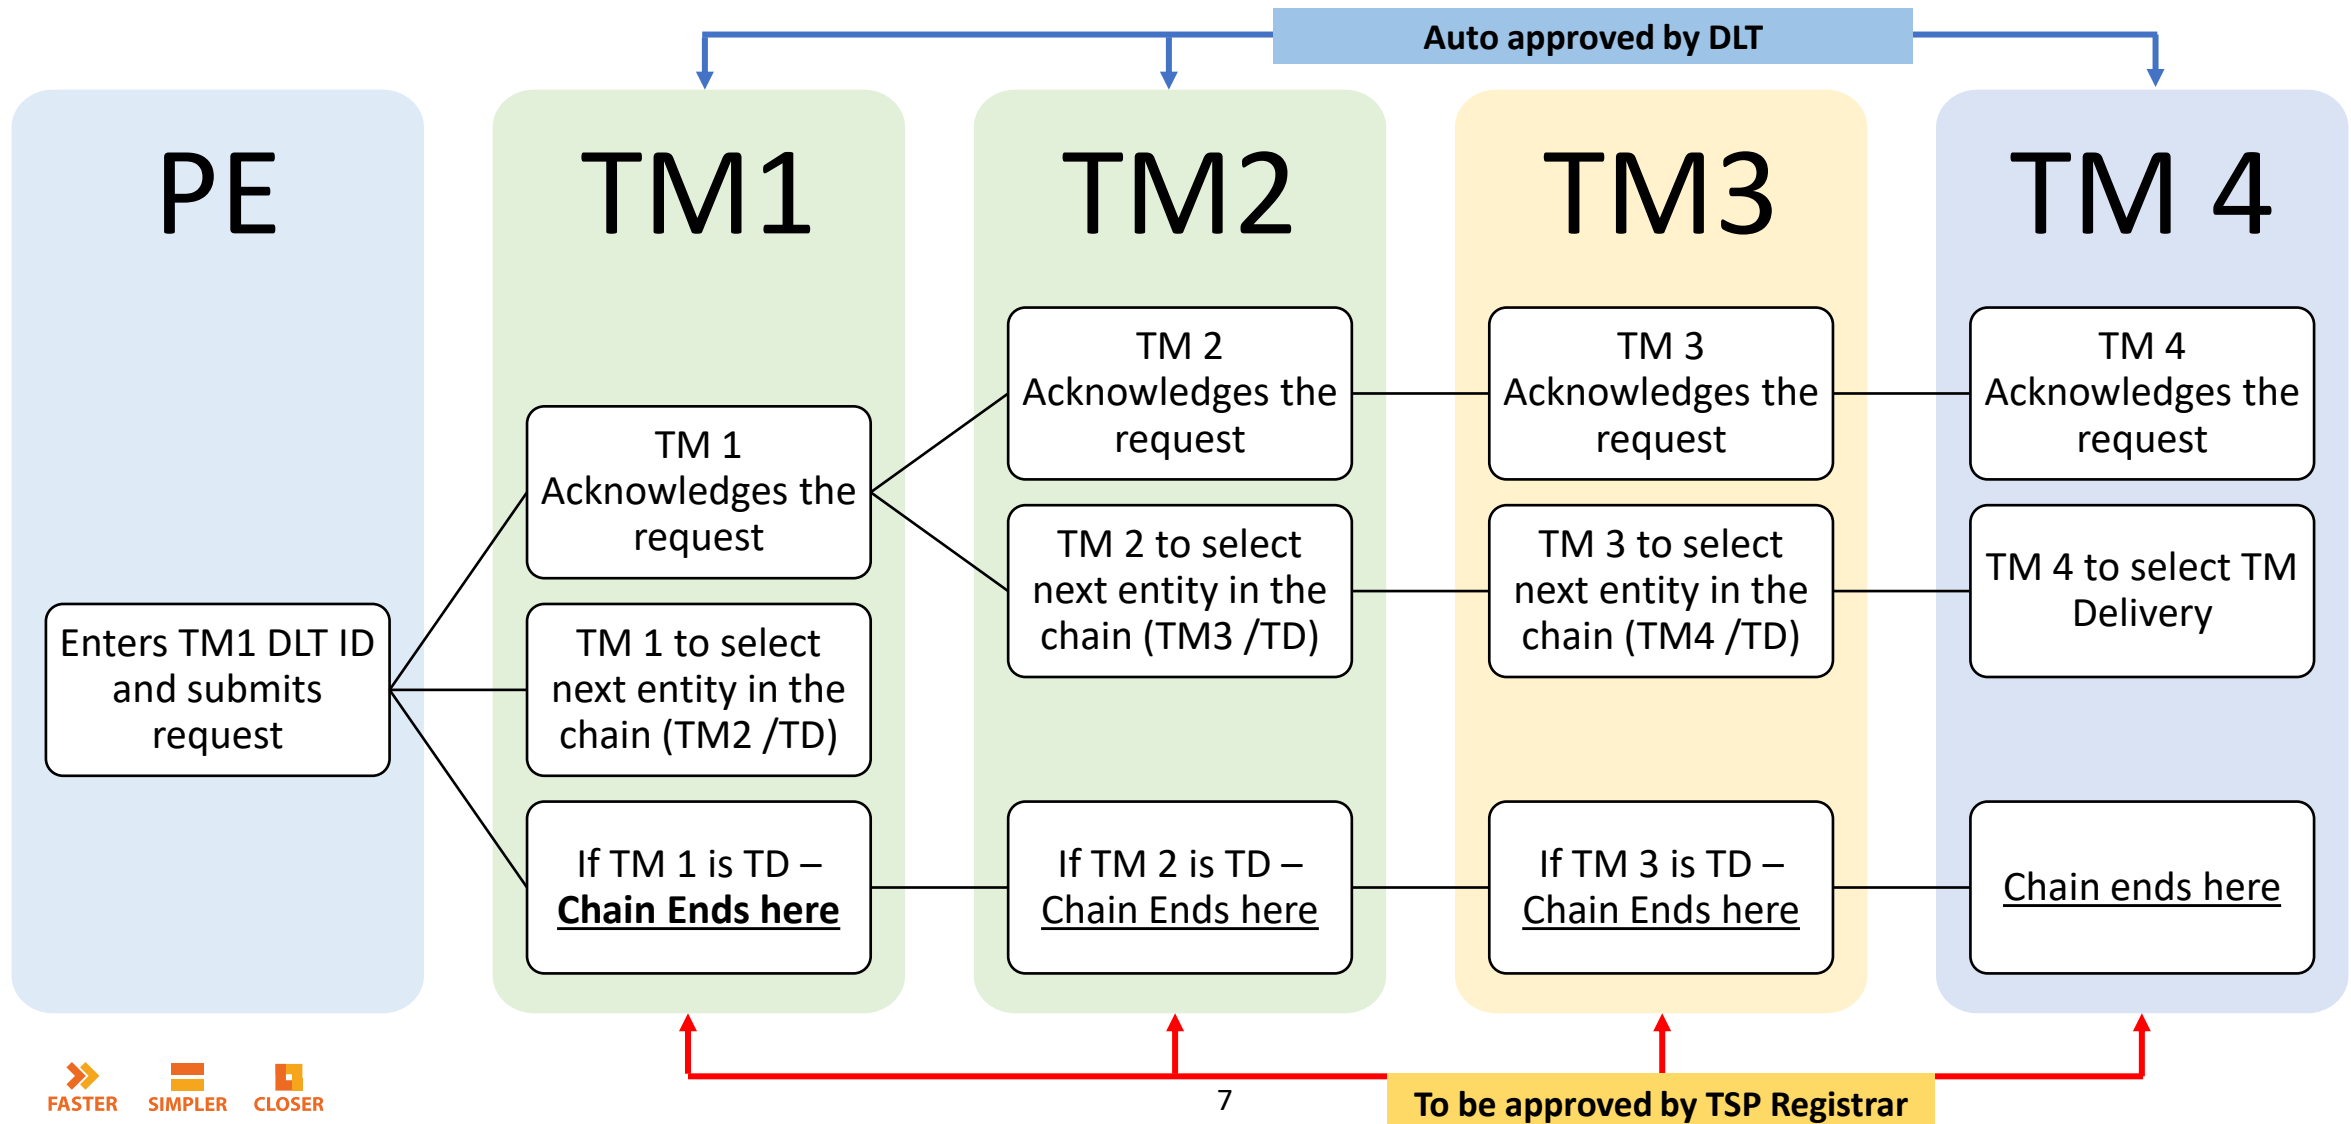 Auto approved by DLT
PE
TM1
TM2
TM3
TM 4
Enters TM1 DLT ID
and submits
request
TM 1
Acknowledges the
request
TM 1 to select
next entity in the
chain (TM2 /TD)
If TM 1 is TD –
Chain Ends here
TM 2
Acknowledges the
request
TM 2 to select
next entity in the
chain (TM3 /TD)
If TM 2 is TD –
Chain Ends here
TM 3
Acknowledges the
request
TM 3 to select
next entity in the
chain (TM4 /TD)
If TM 3 is TD –
Chain Ends here
TM 4
Acknowledges the
request
TM 4 to select TM
Delivery
Chain ends here
FASTER
SIMPLER
CLOSER
7
To be approved by TSP Registrar